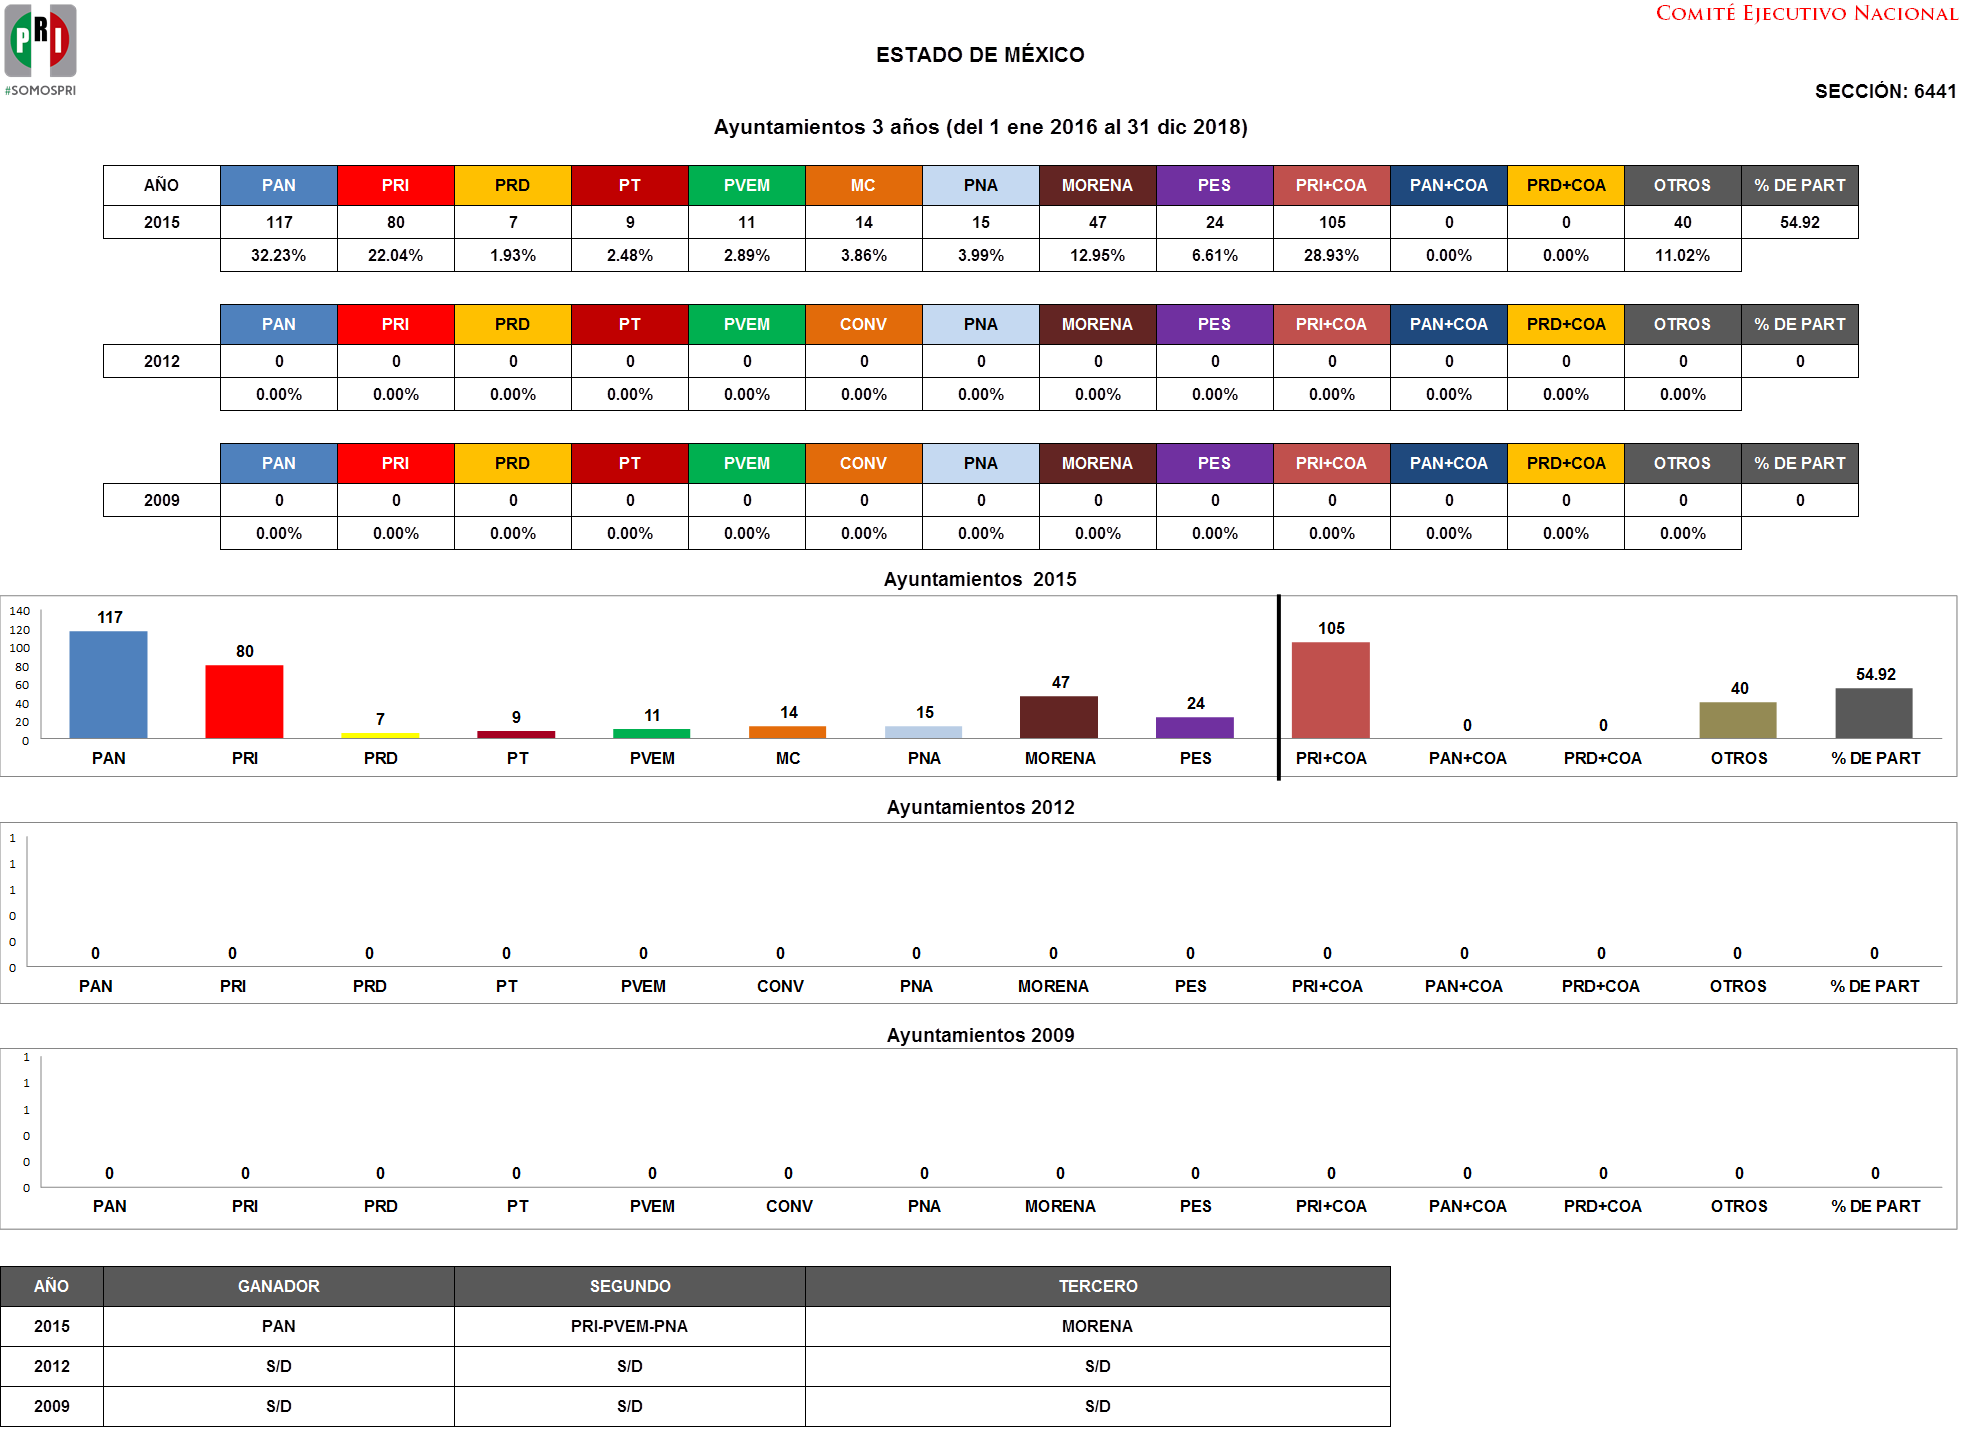 PRI
#SOMOSPRI
COMITÉ EJECUTIVO NACIONAL
ESTADO DE MÉXICO
SECCIÓN: 6441
Ayuntamientos 3 años (del 1 ene 2016 al 31 dic 2018)
AÑO PAN PRI PRD PT PVEM MC PNA MORENA PES PRI+COA PAN+COA PRD+COA OTROS % DE PART
2015 117 80 7 9 11 14 15 47 24 105 0 0 40 54.92
32.23% 22.04% 1.93% 2.48% 2.89% 3.86% 3.99% 12.95% 6.61% 28.93% 0.00% 0.00% 11.02%
PAN PRI PRD PT PVEM CONV PNA MORENA PES PRI+COA PAN+COA PRD+COA OTROS % DE PART
2012 0 0 0 0 0 0 0 0 0 0 0 0 0 0
0.00% 0.00% 0.00% 0.00% 0.00% 0.00% 0.00% 0.00% 0.00% 0.00% 0.00% 0.00% 0.00%
PAN PRI PRD PT PVEM CONV PNA MORENA PES PRI+COA PAN+COA PRD+COA OTROS % DE PART
2009 0 0 0 0 0 0 0 0 0 0 0 0 0 0
0.00% 0.00% 0.00% 0.00% 0.00% 0.00% 0.00% 0.00% 0.00% 0.00% 0.00% 0.00% 0.00%
Ayuntamientos 2015
140
120
100
80
60
40
20
0
117 80 7 9 11 14 15 47 24 105 0 0 40 54.92
PAN PRI PRD PT PVEM MC PNA MORENA PES PRI+COA PAN+COA PRD+COA OTROS % DE PART
Ayuntamientos 2012
1
1
1
0
0
0
0 0 0 0 0 0 0 0 0 0 0 0 0 0
PAN PRI PRD PT PVEM CONV PNA MORENA PES PRI+COA PAN+COA PRD+COA OTROS % DE PART
Ayuntamientos 2009
1
1
1
0
0
0
0 0 0 0 0 0 0 0 0 0 0 0 0 0
PAN PRI PRD PT PVEM CONV PNA MORENA PES PRI+COA PAN+COA PRD+COA OTROS % DE PART
AÑO GANADOR SEGUNDO TERCERO
2015 PAN PRI-PVEM-PNA MORENA
2012 S/D S/D S/D
2009 S/D S/D S/D